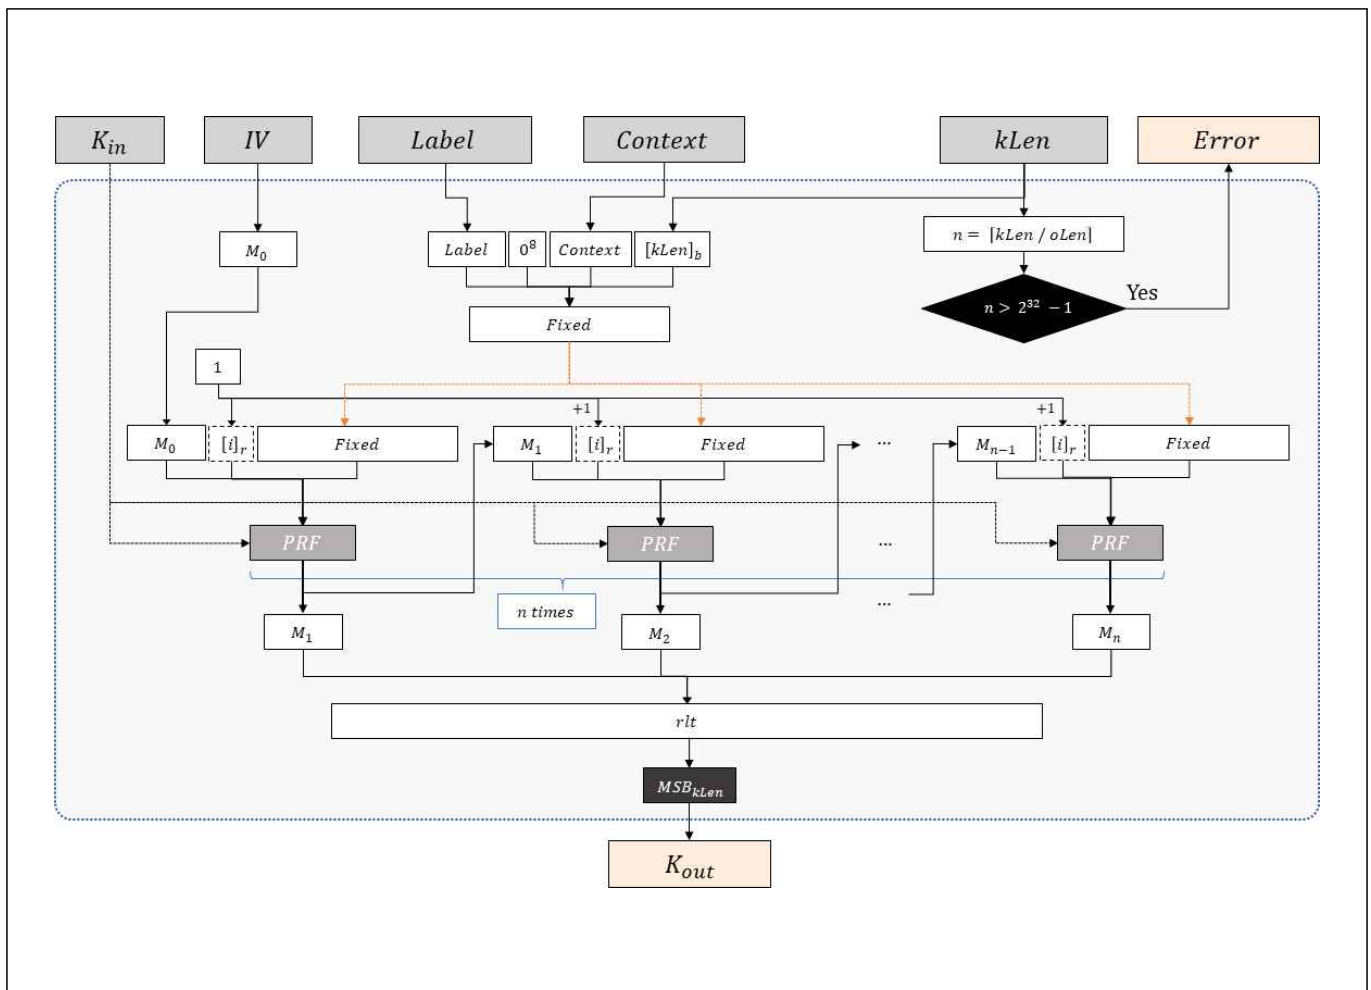 K_in IV Label Context kLen Error
M_0 Label 0^8 Context [kLen]_b n = ⌈kLen / oLen⌉
Fixed n > 2^32 − 1 Yes
1
+1 +1
M_0 [i]_r Fixed M_1 [i]_r Fixed ... M_{n−1} [i]_r Fixed
PRF PRF ... PRF
n times ...
M_1 M_2 M_n
rlt
MSB_kLen
K_out